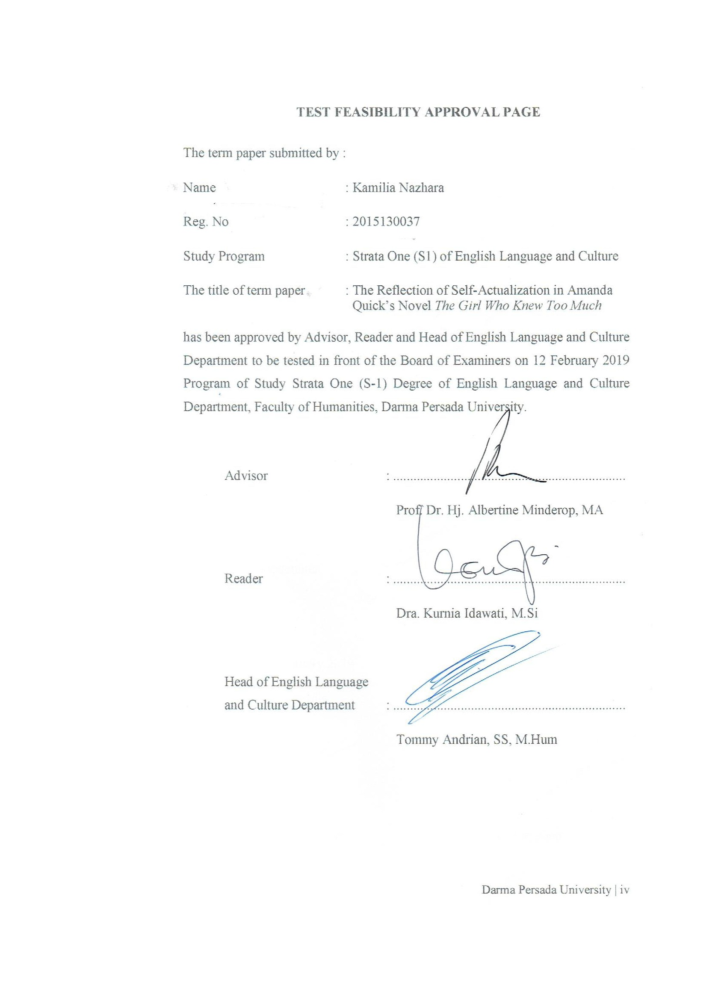 TEST FEASIBILITY APPROVAL PAGE
The term paper submitted by :
Name : Kamilia Nazhara
Reg. No : 2015130037
Study Program : Strata One (S1) of English Language and Culture
The title of term paper : The Reflection of Self-Actualization in Amanda
Quick's Novel The Girl Who Knew Too Much
has been approved by Advisor, Reader and Head of English Language and Culture
Department to be tested in front of the Board of Examiners on 12 February 2019
Program of Study Strata One (S-1) Degree of English Language and Culture
Department, Faculty of Humanities, Darma Persada University.
Advisor : ....................................................................
Prof. Dr. Hj. Albertine Minderop, MA
Reader : ....................................................................
Dra. Kurnia Idawati, M.Si
Head of English Language
and Culture Department : ....................................................................
Tommy Andrian, SS, M.Hum
Darma Persada University | iv